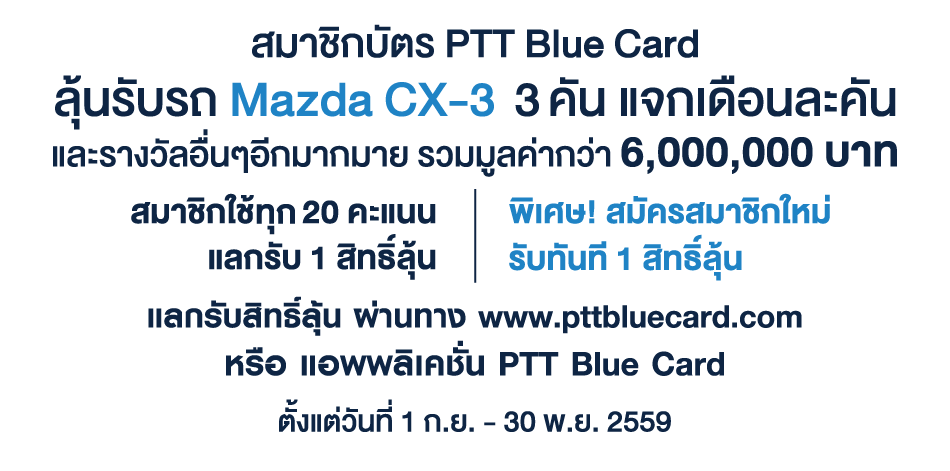 สมาชิกบัตร PTT Blue Card
ลุ้นรับรถ Mazda CX-3 3 คัน แจกเดือนละคัน
และรางวัลอื่นๆอีกมากมาย รวมมูลค่ากว่า 6,000,000 บาท
สมาชิกใช้ทุก 20 คะแนน
แลกรับ 1 สิทธิ์ลุ้น
พิเศษ! สมัครสมาชิกใหม่
รับทันที 1 สิทธิ์ลุ้น
แลกรับสิทธิ์ลุ้น ผ่านทาง www.pttbluecard.com
หรือ แอพพลิเคชั่น PTT Blue Card
ตั้งแต่วันที่ 1 ก.ย. - 30 พ.ย. 2559